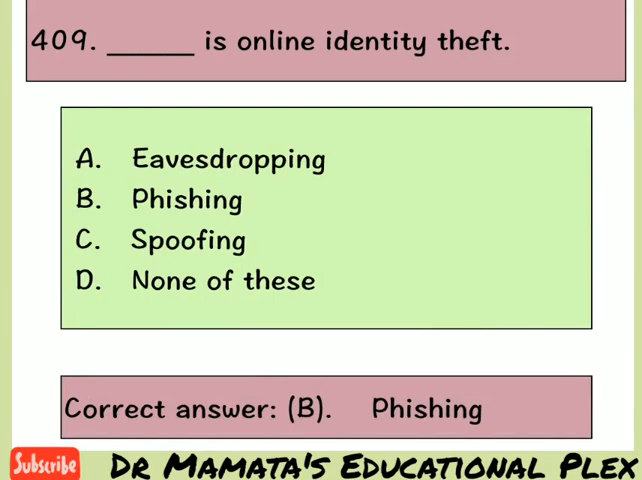 409. _____ is online identity theft.
A. Eavesdropping
B. Phishing
C. Spoofing
D. None of these
Correct answer: (B). Phishing
Subscribe DR MAMATA'S EDUCATIONAL PLEX